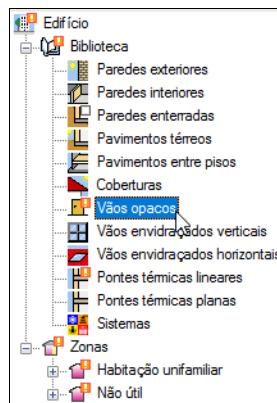 Edifício
Biblioteca
Paredes exteriores
Paredes interiores
Paredes enterradas
Pavimentos térreos
Pavimentos entre pisos
Coberturas
Vãos opacos
Vãos envidraçados verticais
Vãos envidraçados horizontais
Pontes térmicas lineares
Pontes térmicas planas
Sistemas
Zonas
Habitação unifamiliar
Não útil